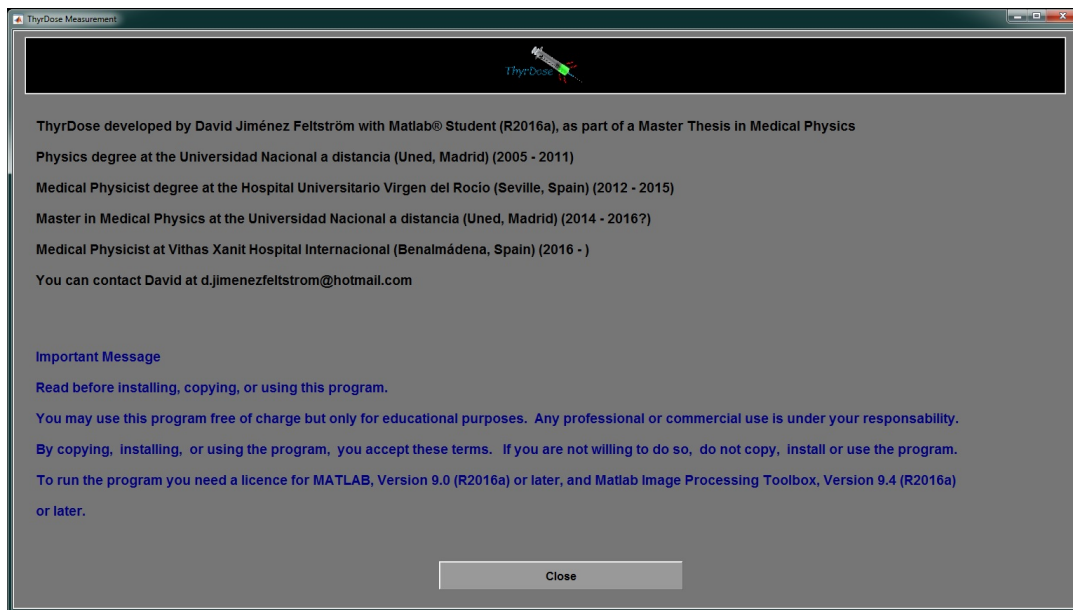 ThyrDose Measurement
ThyrDose
ThyrDose developed by David Jiménez Feltström with Matlab® Student (R2016a), as part of a Master Thesis in Medical Physics
Physics degree at the Universidad Nacional a distancia (Uned, Madrid) (2005 - 2011)
Medical Physicist degree at the Hospital Universitario Virgen del Rocío (Seville, Spain) (2012 - 2015)
Master in Medical Physics at the Universidad Nacional a distancia (Uned, Madrid) (2014 - 2016?)
Medical Physicist at Vithas Xanit Hospital Internacional (Benalmádena, Spain) (2016 - )
You can contact David at d.jimenezfeltstrom@hotmail.com
Important Message
Read before installing, copying, or using this program.
You may use this program free of charge but only for educational purposes. Any professional or commercial use is under your responsability.
By copying, installing, or using the program, you accept these terms. If you are not willing to do so, do not copy, install or use the program.
To run the program you need a licence for MATLAB, Version 9.0 (R2016a) or later, and Matlab Image Processing Toolbox, Version 9.4 (R2016a)
or later.
Close